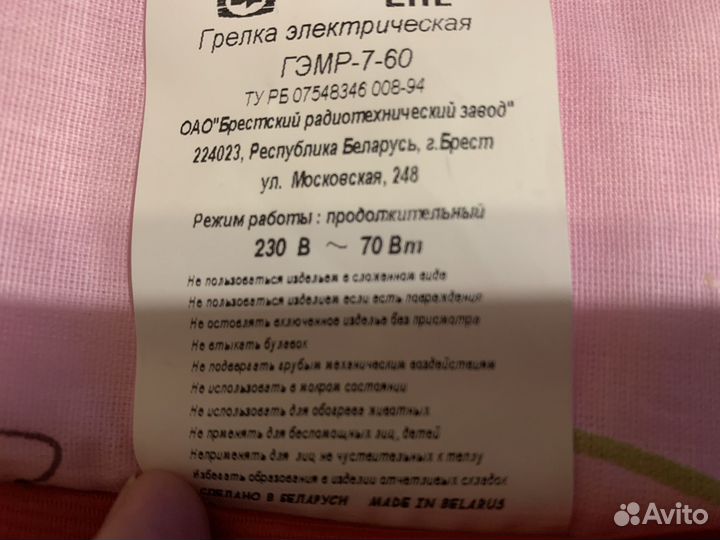 Грелка электрическая
ГЭМР-7-60
ТУ РБ 07548346 008-94
ОАО"Брестский радиотехнический завод"
224023, Республика Беларусь, г.Брест
ул. Московская, 248
Режим работы : продолжительный
230 В ~ 70 Вт
Не пользоваться изделием в сложенном виде
Не пользоваться изделием если есть повреждения
Не оставлять включенное изделие без присмотра
Не втыкать булавок
Не подвергать грубым механическим воздействиям
Не использовать в мокром состоянии
Не использовать для обогрева животных
Не применять для беспомощных лиц, детей
Неприменять для лиц не чуствительных к теплу
Избегать образования в изделии отчетливых складок
СДЕЛАНО В БЕЛАРУСИ MADE IN BELARUS
Avito